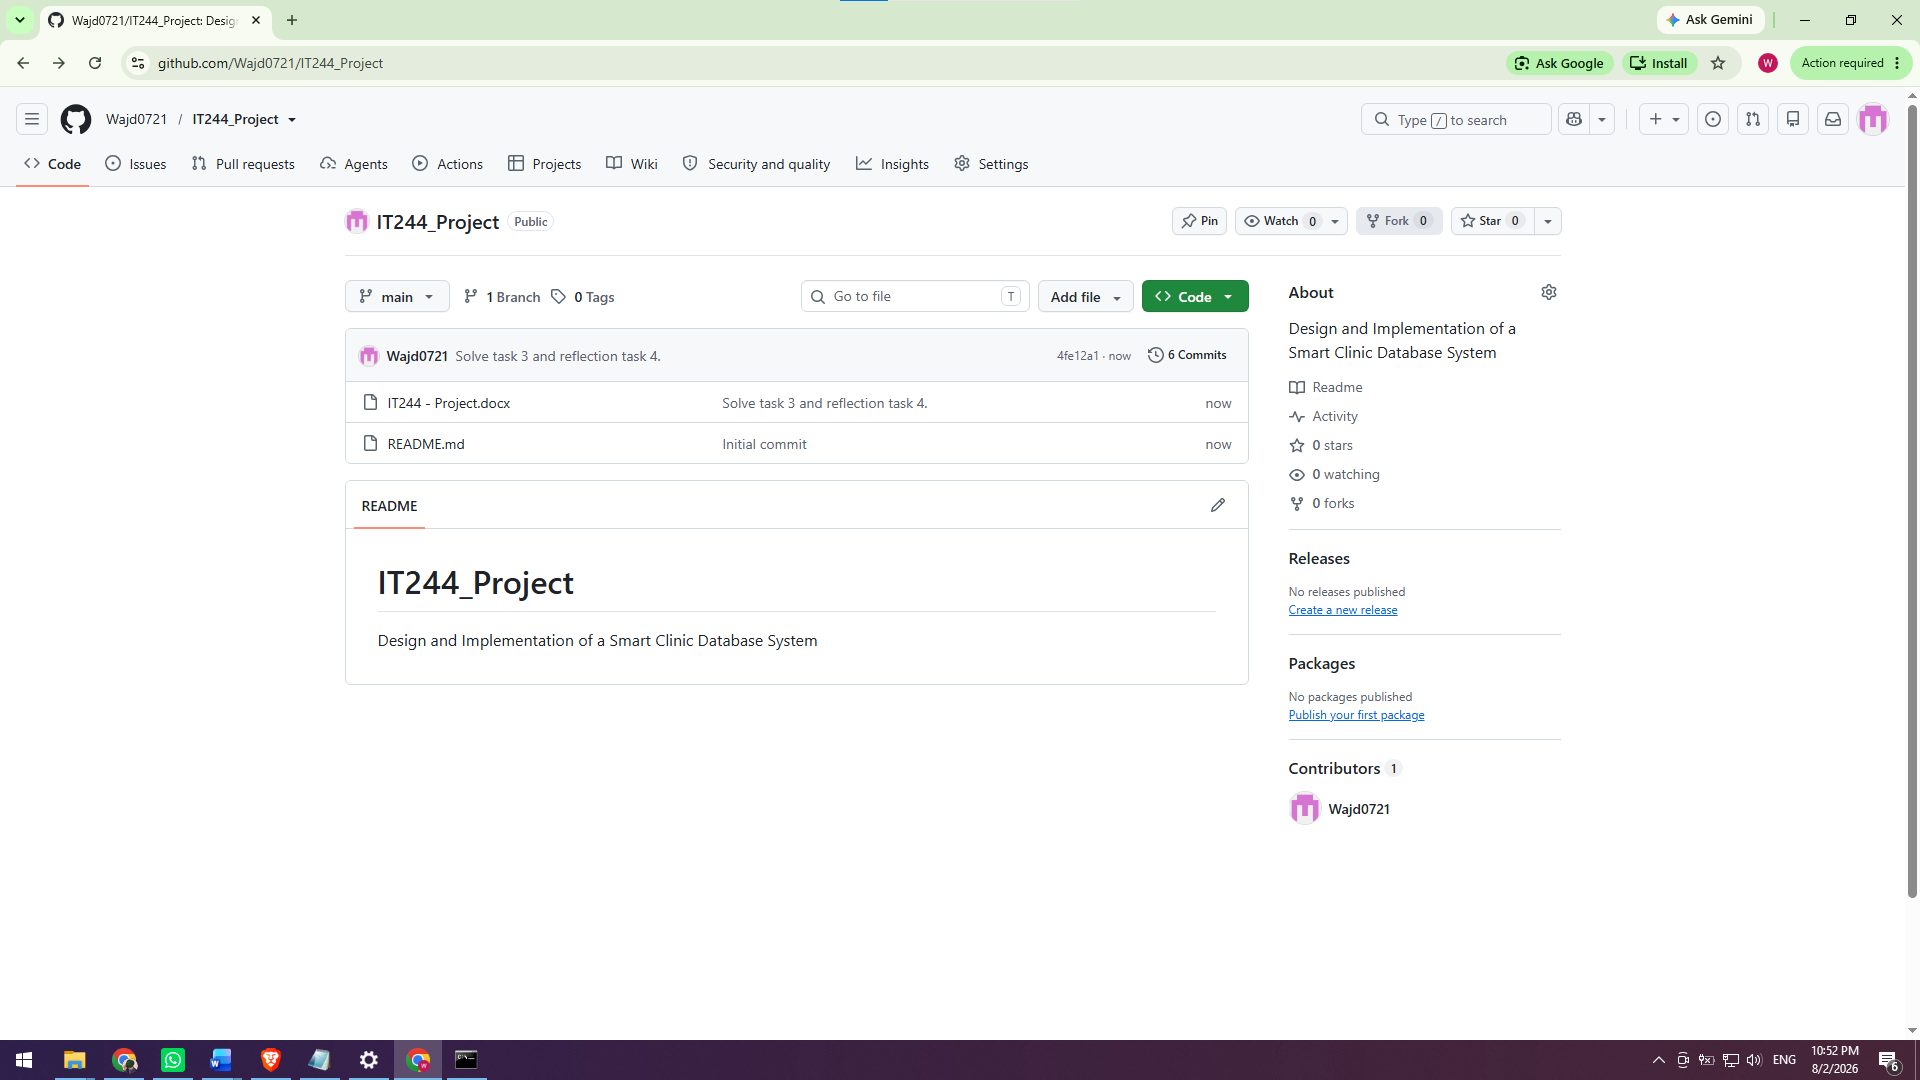 Wajd0721/IT244_Project: Desig
Ask Gemini
github.com/Wajd0721/IT244_Project
Ask Google
Install
W
Action required
Wajd0721 / IT244_Project
Type / to search
Code
Issues
Pull requests
Agents
Actions
Projects
Wiki
Security and quality
Insights
Settings
IT244_Project Public
Pin
Watch 0
Fork 0
Star 0
main
1 Branch
0 Tags
Go to file T
Add file
Code
Wajd0721 Solve task 3 and reflection task 4. 4fe12a1 · now 6 Commits
IT244 - Project.docx Solve task 3 and reflection task 4. now
README.md Initial commit now
README
IT244_Project
Design and Implementation of a Smart Clinic Database System
About
Design and Implementation of a
Smart Clinic Database System
Readme
Activity
0 stars
0 watching
0 forks
Releases
No releases published
Create a new release
Packages
No packages published
Publish your first package
Contributors 1
Wajd0721
ENG
10:52 PM
8/2/2026
6